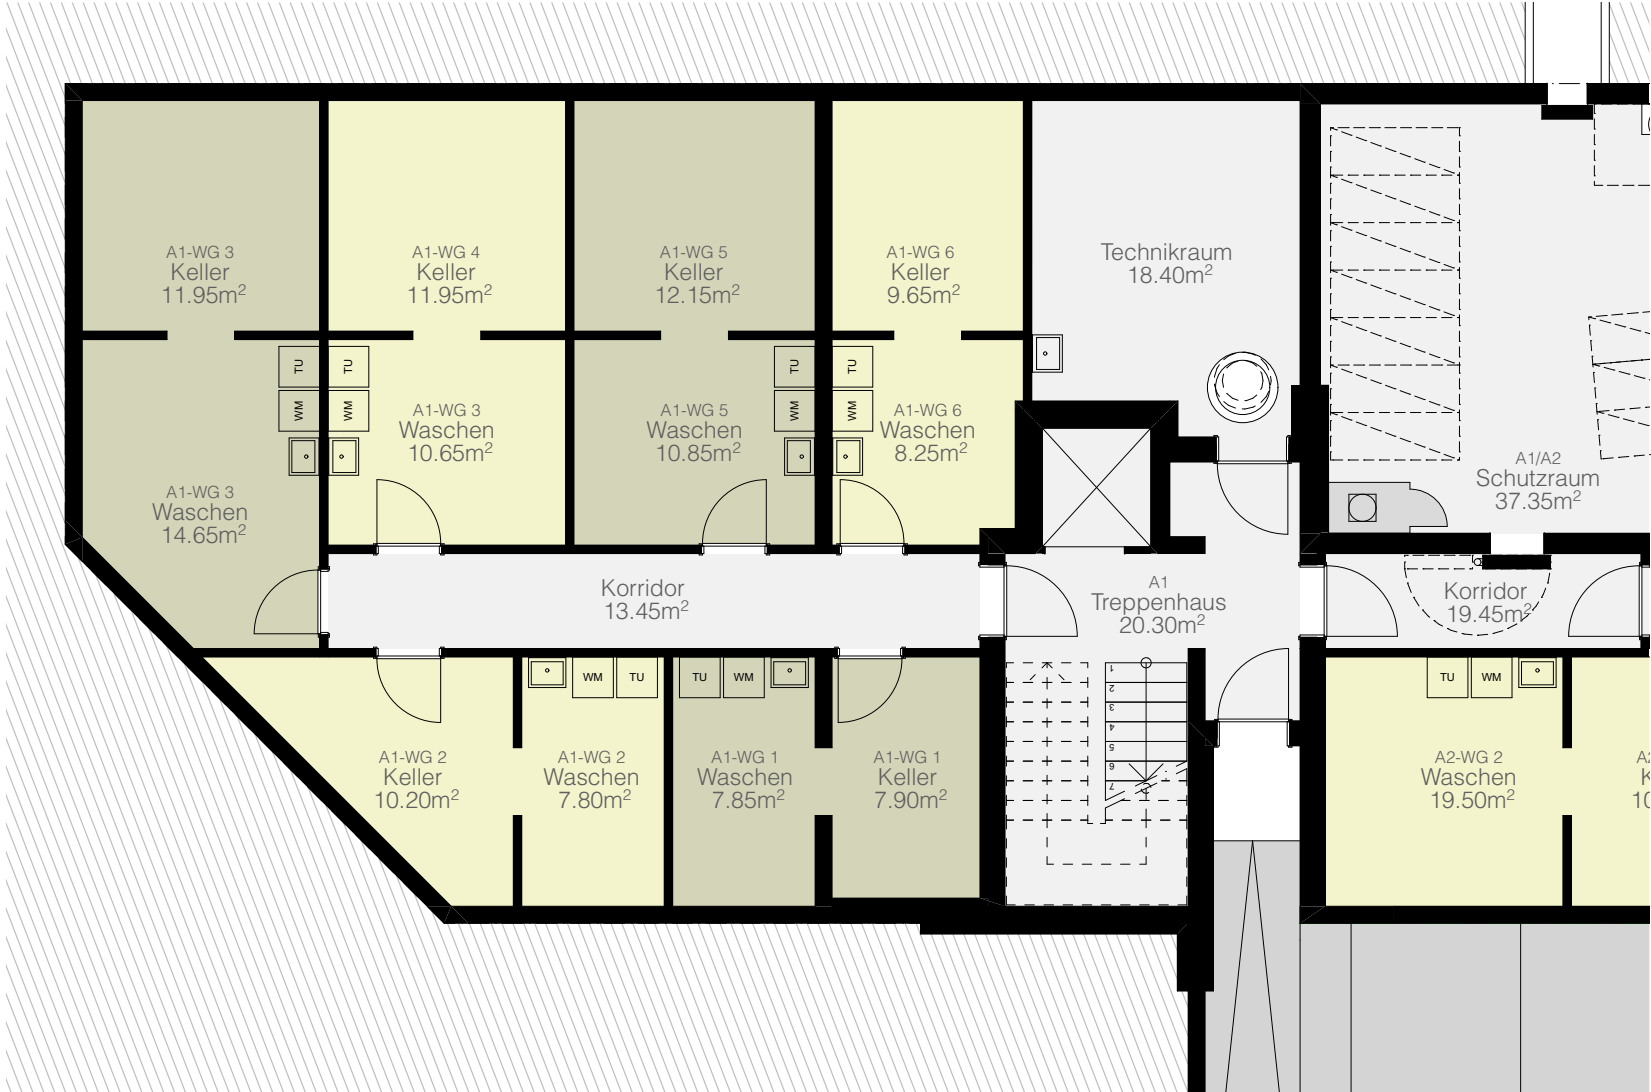 A1-WG 3
Keller
11.95m²
A1-WG 4
Keller
11.95m²
A1-WG 5
Keller
12.15m²
A1-WG 6
Keller
9.65m²
Technikraum
18.40m²
TU
WM
TU
WM
TU
WM
TU
WM
A1-WG 3
Waschen
14.65m²
A1-WG 3
Waschen
10.65m²
A1-WG 5
Waschen
10.85m²
A1-WG 6
Waschen
8.25m²
A1/A2
Schutzraum
37.35m²
Korridor
13.45m²
A1
Treppenhaus
20.30m²
Korridor
19.45m²
WM
TU
TU
WM
TU
WM
1
2
3
4
5
6
7
A1-WG 2
Keller
10.20m²
A1-WG 2
Waschen
7.80m²
A1-WG 1
Waschen
7.85m²
A1-WG 1
Keller
7.90m²
A2-WG 2
Waschen
19.50m²